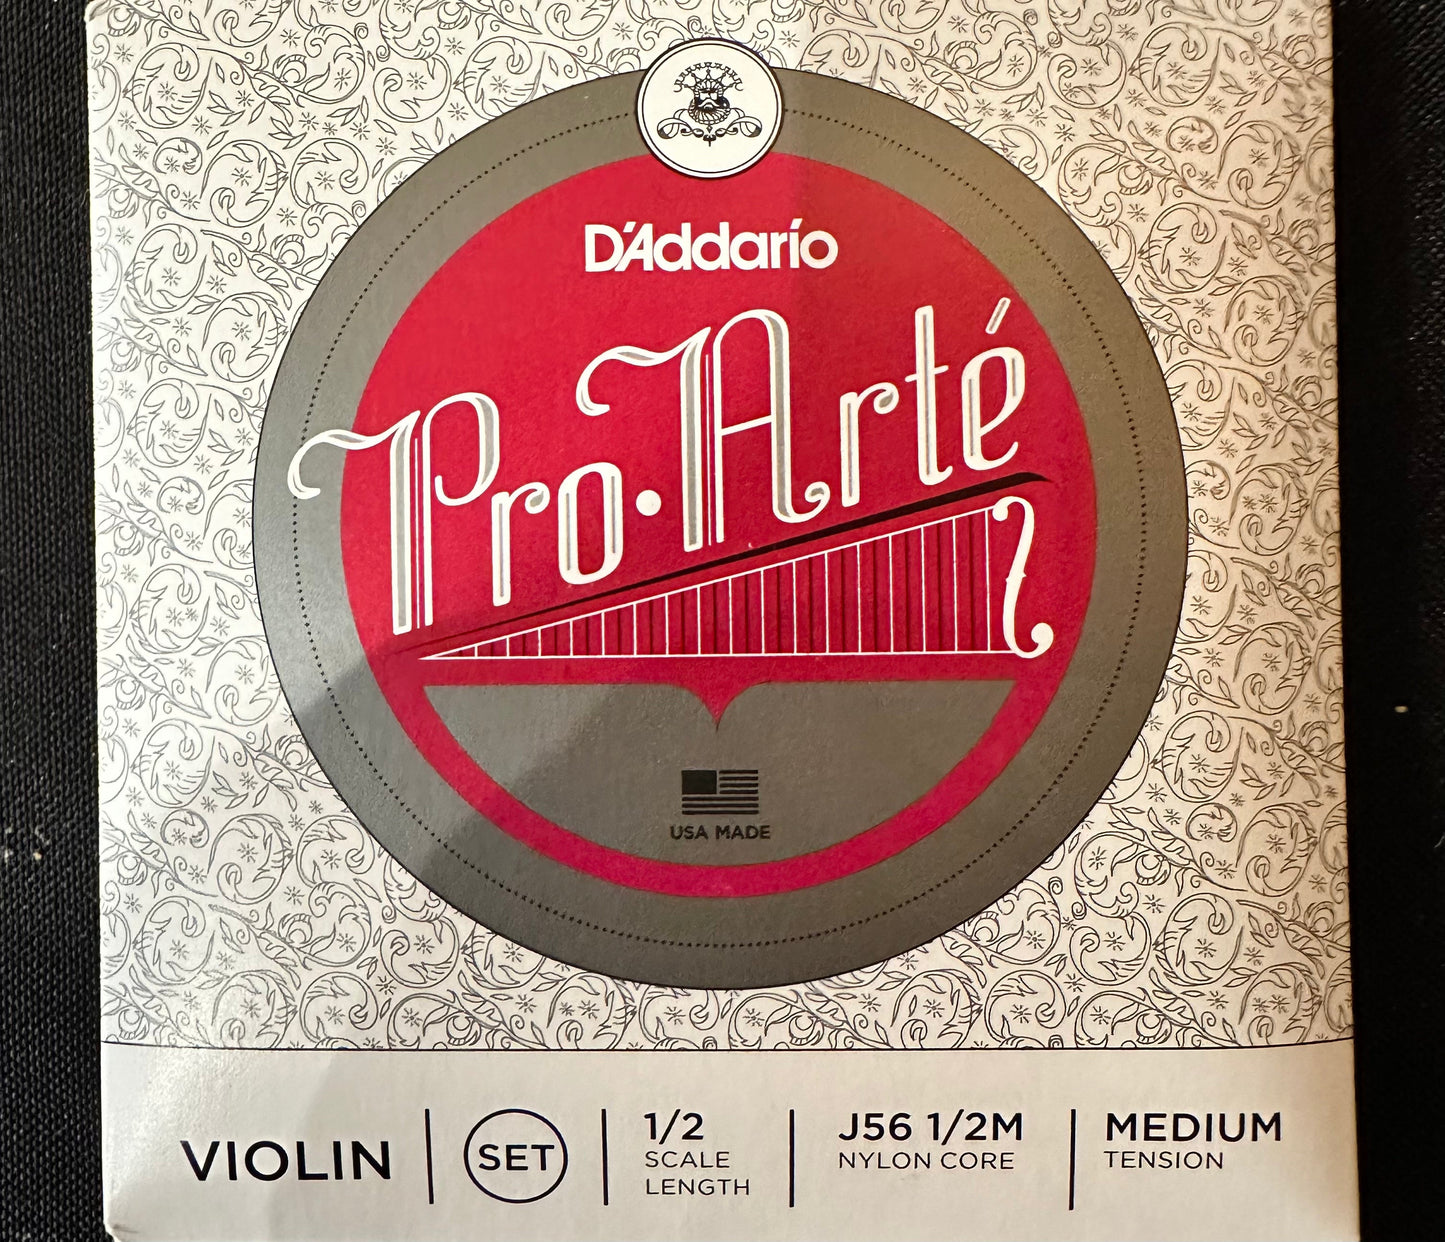 D'Addario
Pro·Arté
USA MADE
VIOLIN
SET
1/2
SCALE
LENGTH
J56 1/2M
NYLON CORE
MEDIUM
TENSION